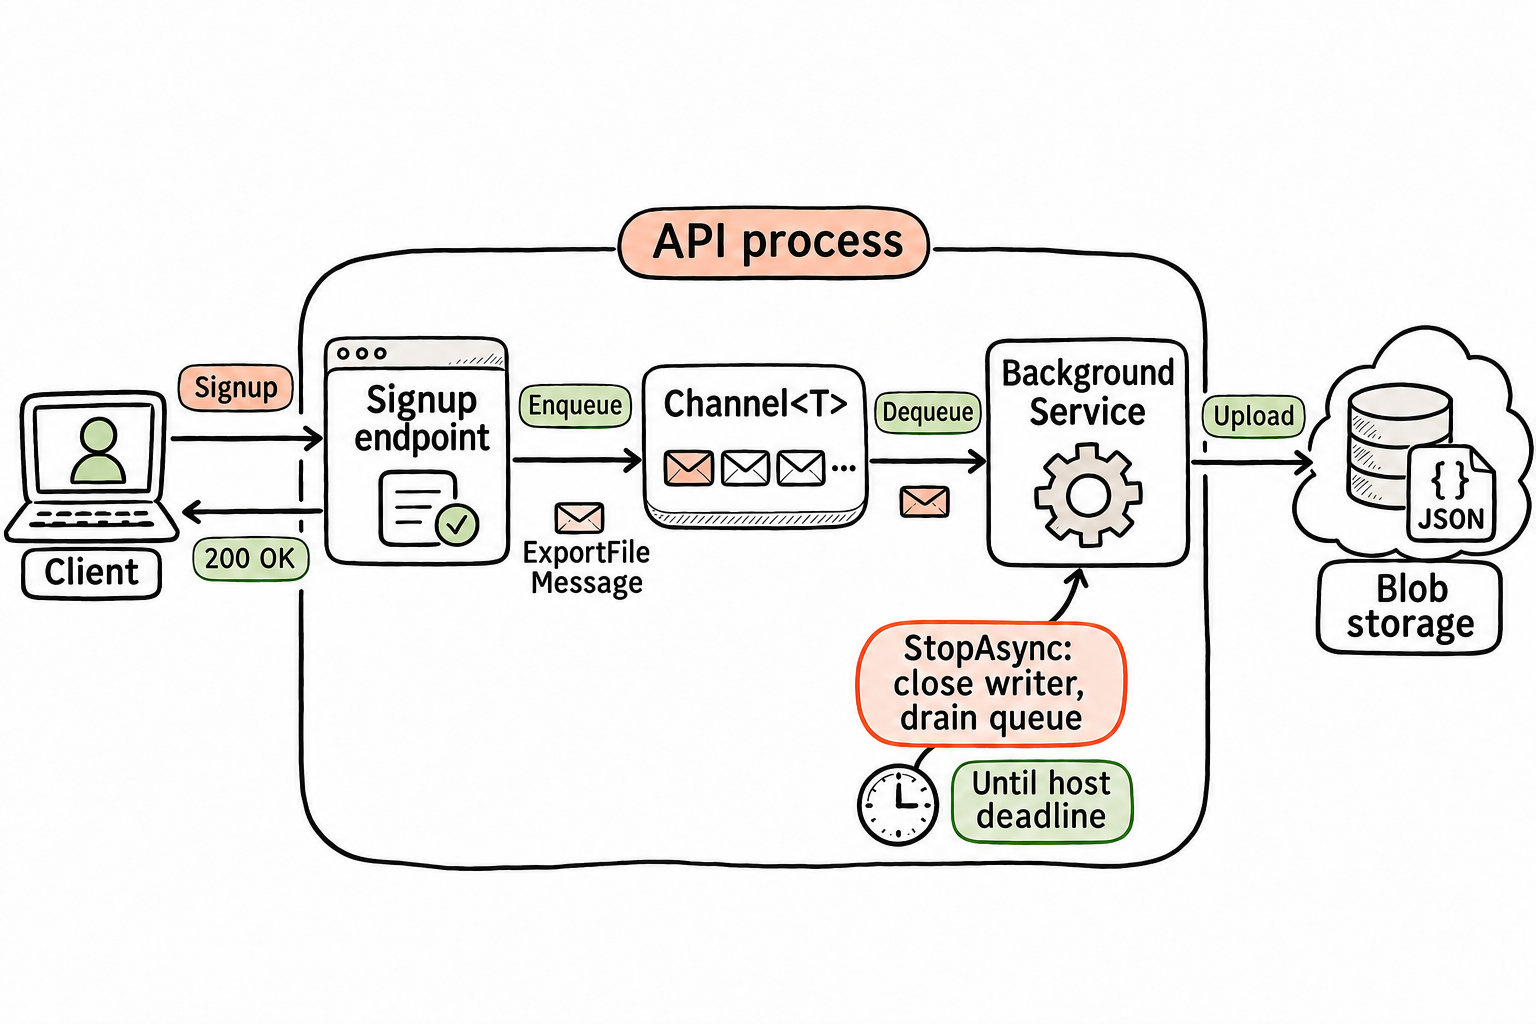 API process
Signup
Signup
endpoint
Enqueue
Channel<T>
Dequeue
Background
Service
Upload
{}
JSON
Client
200 OK
ExportFile
Message
Blob
storage
StopAsync:
close writer,
drain queue
Until host
deadline